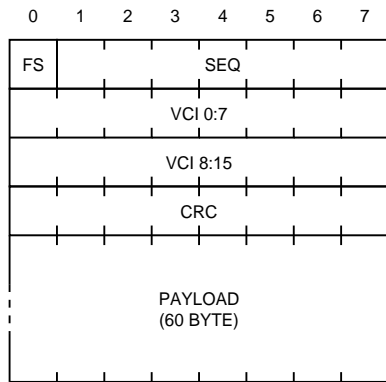 0 1 2 3 4 5 6 7
FS SEQ
VCI 0:7
VCI 8:15
CRC
PAYLOAD
(60 BYTE)